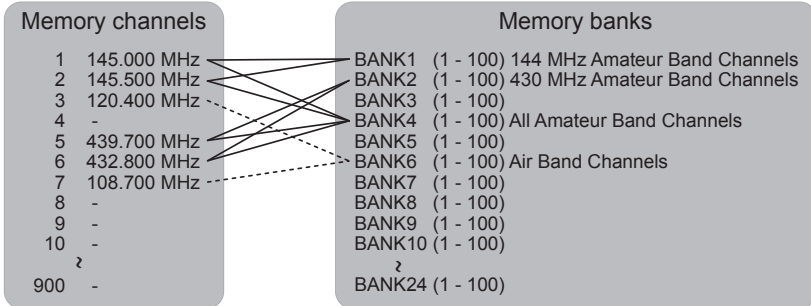 Memory channels
1 145.000 MHz
2 145.500 MHz
3 120.400 MHz
4 -
5 439.700 MHz
6 432.800 MHz
7 108.700 MHz
8 -
9 -
10 -
~
900 -
Memory banks
BANK1 (1 - 100) 144 MHz Amateur Band Channels
BANK2 (1 - 100) 430 MHz Amateur Band Channels
BANK3 (1 - 100)
BANK4 (1 - 100) All Amateur Band Channels
BANK5 (1 - 100)
BANK6 (1 - 100) Air Band Channels
BANK7 (1 - 100)
BANK8 (1 - 100)
BANK9 (1 - 100)
BANK10 (1 - 100)
~
BANK24 (1 - 100)